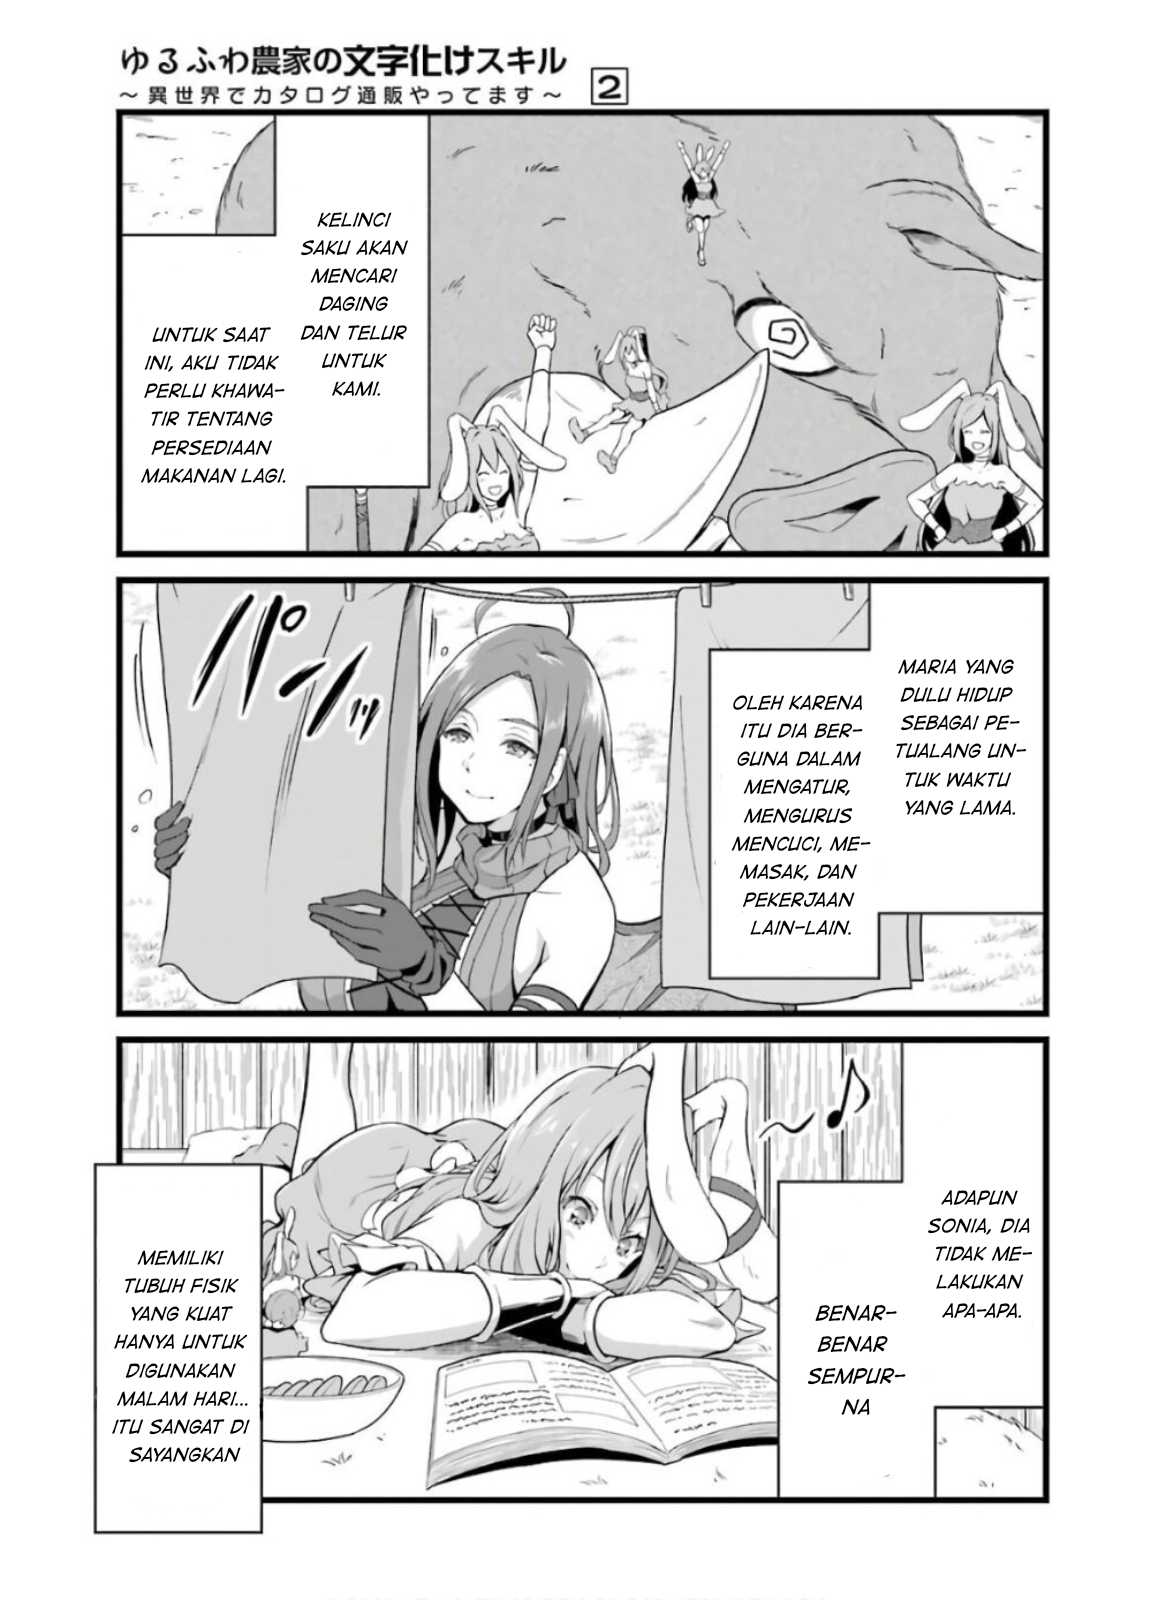 ゆるふわ農家の文字化けスキル
～異世界でカタログ通販やってます～
2
KELINCI
SAKU AKAN
MENCARI
DAGING
DAN TELUR
UNTUK
KAMI.
UNTUK SAAT
INI, AKU TIDAK
PERLU KHAWA-
TIR TENTANG
PERSEDIAAN
MAKANAN LAGI.
MARIA YANG
DULU HIDUP
SEBAGAI PE-
TUALANG UN-
TUK WAKTU
YANG LAMA.
OLEH KARENA
ITU DIA BER-
GUNA DALAM
MENGATUR,
MENGURUS
MENCUCI, ME-
MASAK, DAN
PEKERJAAN
LAIN-LAIN.
パンッ
ADAPUN
SONIA, DIA
TIDAK ME-
LAKUKAN
APA-APA.
BENAR-
BENAR
SEMPUR-
NA
MEMILIKI
TUBUH FISIK
YANG KUAT
HANYA UNTUK
DIGUNAKAN
MALAM HARI...
ITU SANGAT DI
SAYANGKAN